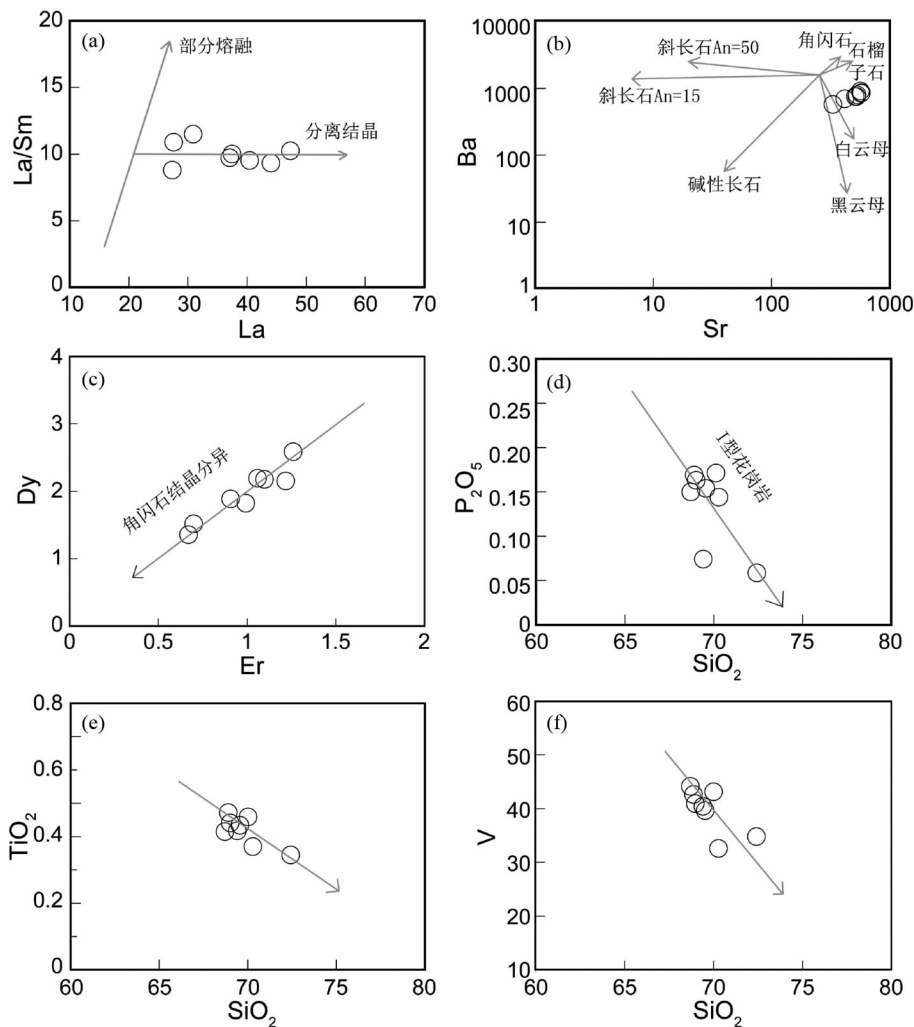 (a)
部分熔融
分离结晶
La/Sm
20
15
10
5
0
10 20 30 40 50 60 70
La
(b)
角闪石
石榴
子石
斜长石An=50
斜长石An=15
白云母
碱性长石
黑云母
Ba
10000
1000
100
10
1
1 10 100 1000
Sr
(c)
角闪石结晶分异
Dy
4
3
2
1
0
0 0.5 1 1.5 2
Er
(d)
I型花岗岩
P2O5
0.30
0.25
0.20
0.15
0.10
0.05
0
60 65 70 75 80
SiO2
(e)
TiO2
0.8
0.6
0.4
0.2
0
60 65 70 75 80
SiO2
(f)
V
60
50
40
30
20
10
60 65 70 75 80
SiO2